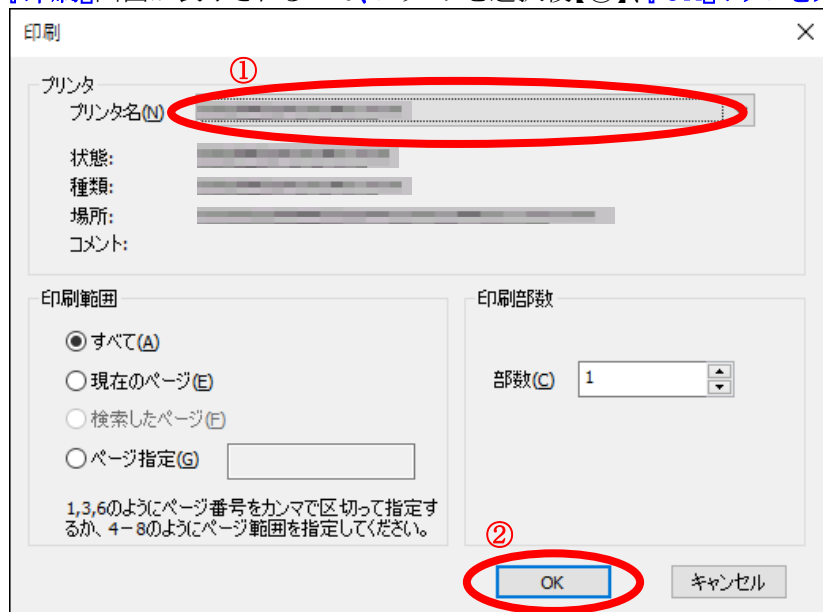 印刷
①
プリンタ
プリンタ名(N)
状態:
種類:
場所:
コメント:
印刷範囲
すべて(A)
現在のページ(E)
検索したページ(F)
ページ指定(G)
1,3,6のようにページ番号をカンマで区切って指定す
るか、4-8のようにページ範囲を指定してください。
印刷部数
部数(C) 1
②
OK
キャンセル